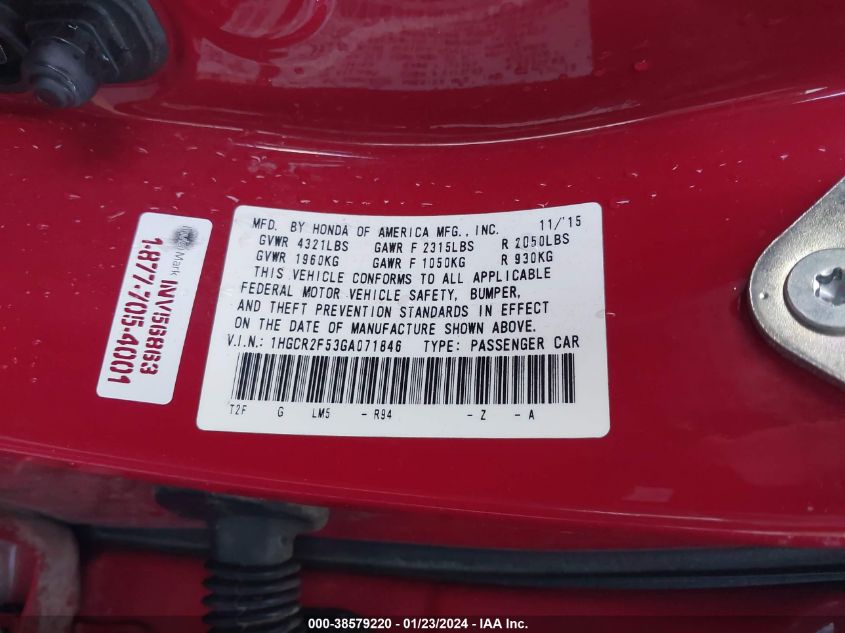 MFD. BY HONDA OF AMERICA MFG., INC. 11/'15
GVWR 4321LBS GAWR F 2315LBS R 2050LBS
GVWR 1960KG GAWR F 1050KG R 930KG
THIS VEHICLE CONFORMS TO ALL APPLICABLE
FEDERAL MOTOR VEHICLE SAFETY, BUMPER,
AND THEFT PREVENTION STANDARDS IN EFFECT
ON THE DATE OF MANUFACTURE SHOWN ABOVE.
V.I.N.: 1HGCR2F53GA071646 TYPE: PASSENGER CAR
T2F G LM5 - R94 - Z - A
Mark INV56863
1-877-705-4001
000-38579220 - 01/23/2024 - IAA Inc.